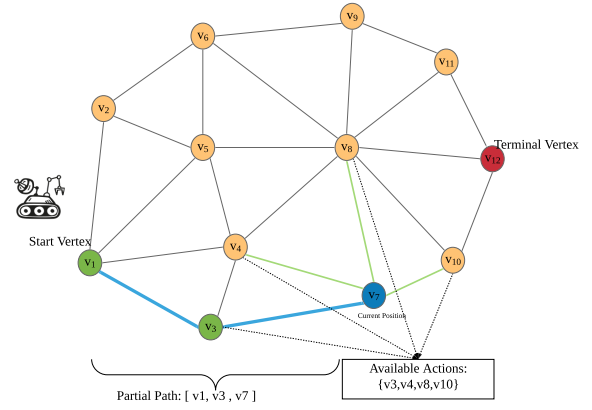 v9
v6
v11
v2
v5
v8
Terminal Vertex
v12
Start Vertex
v4
v1
v10
v7
Current Position
v3
Available Actions:
{v3,v4,v8,v10}
Partial Path: [ v1, v3 , v7 ]